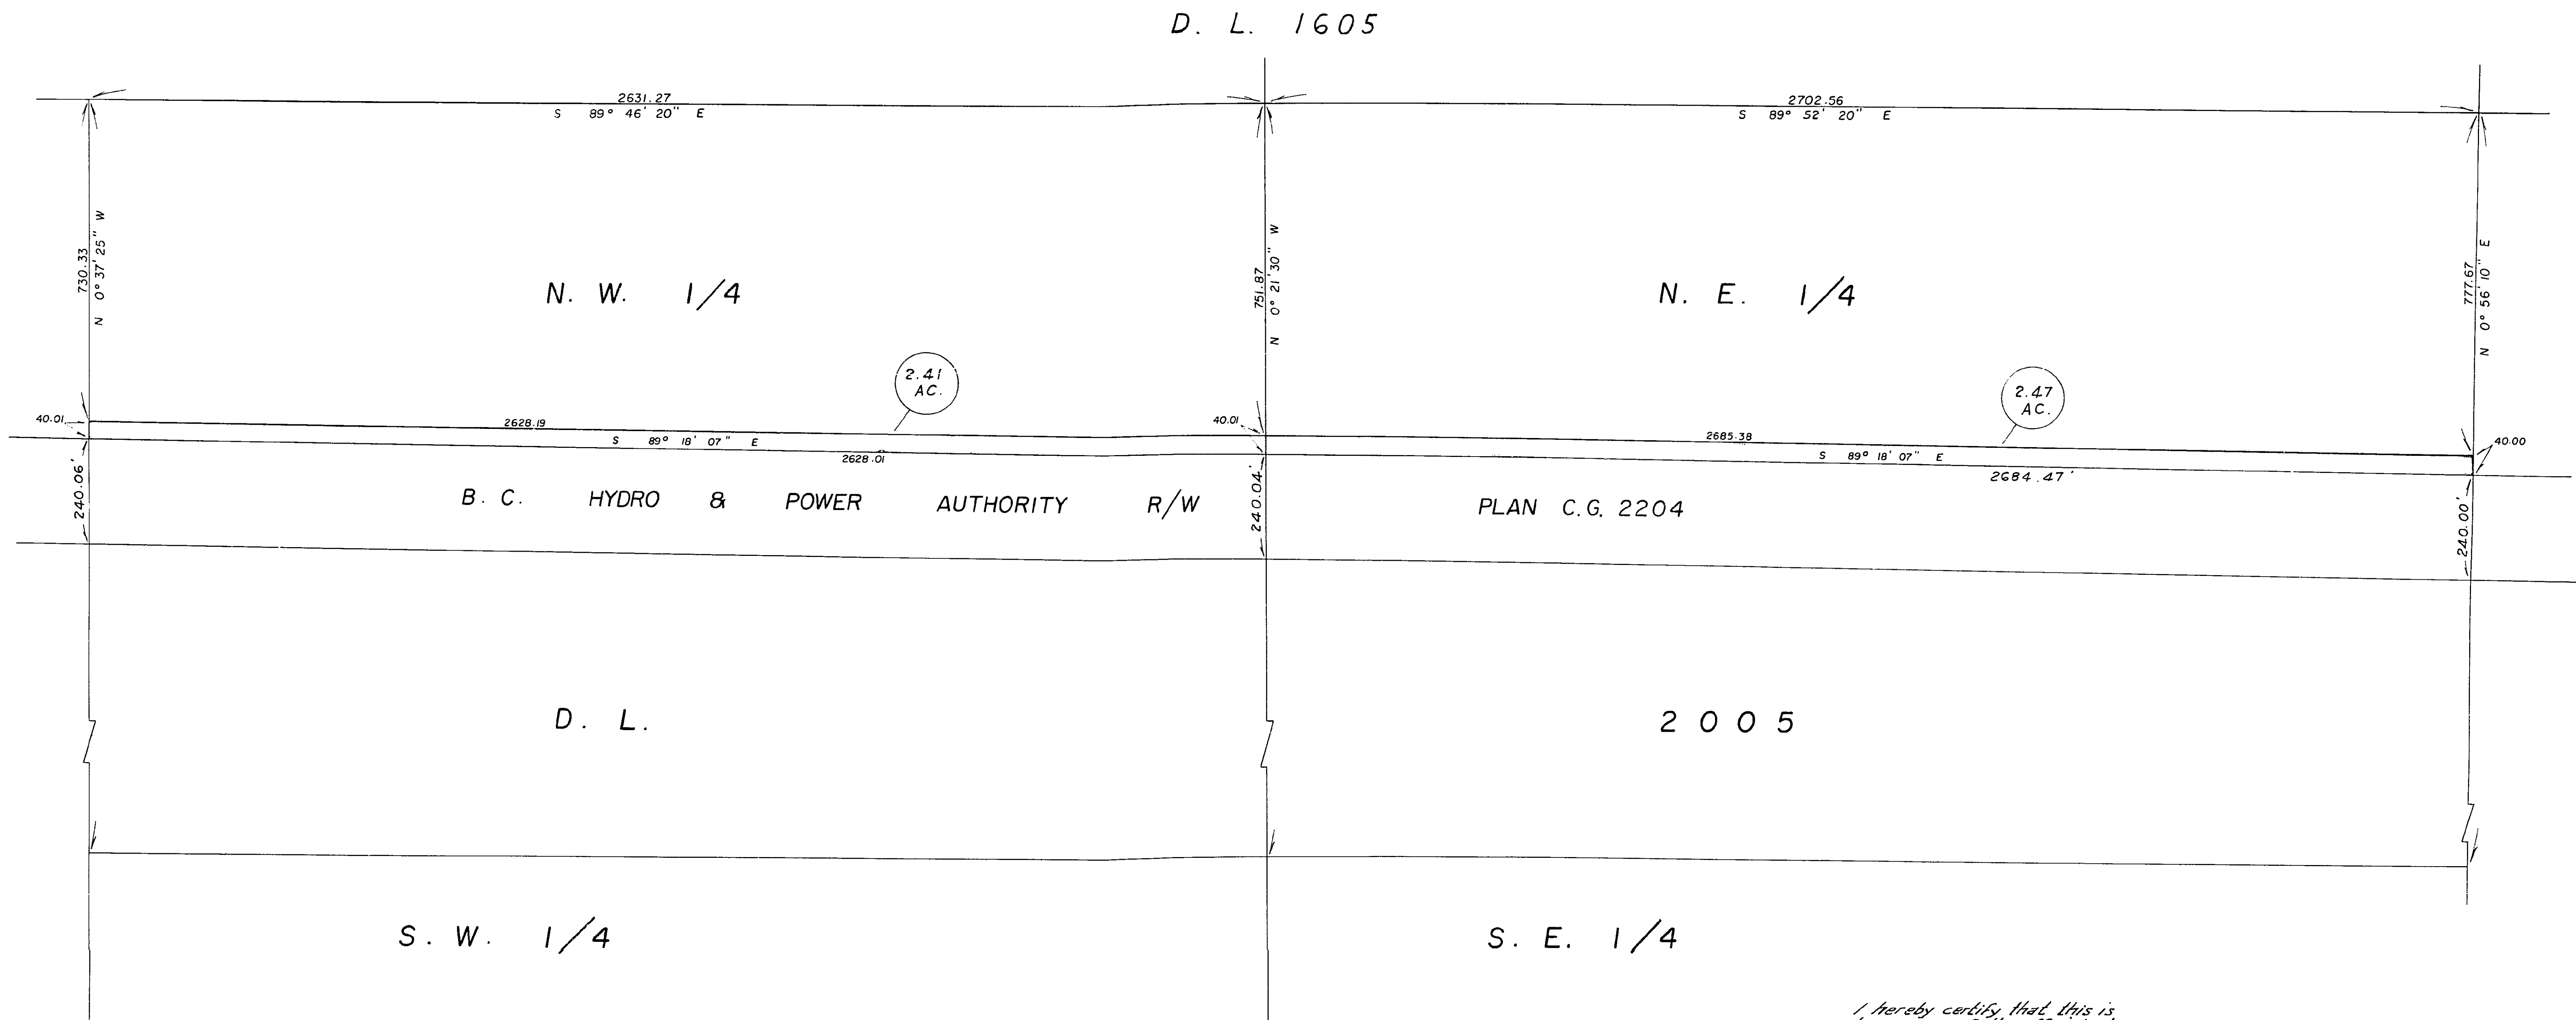 D. L. 1605
2631.27
S 89° 46' 20" E
2702.56
S 89° 52' 20" E
730.33
N 0° 37' 25" W
751.87
N 0° 21' 30" W
777.67
N 0° 56' 10" E
N. W. 1/4
N. E. 1/4
2.41
AC.
2.47
AC.
40.01
2628.19
S 89° 18' 07" E
2628.01
40.01
2685.38
S 89° 18' 07" E
2684.47'
40.00
240.06'
B. C. HYDRO & POWER AUTHORITY R/W
240.04'
PLAN C.G. 2204
240.00'
D. L.
2005
S. W. 1/4
S. E. 1/4
I hereby certify that this is